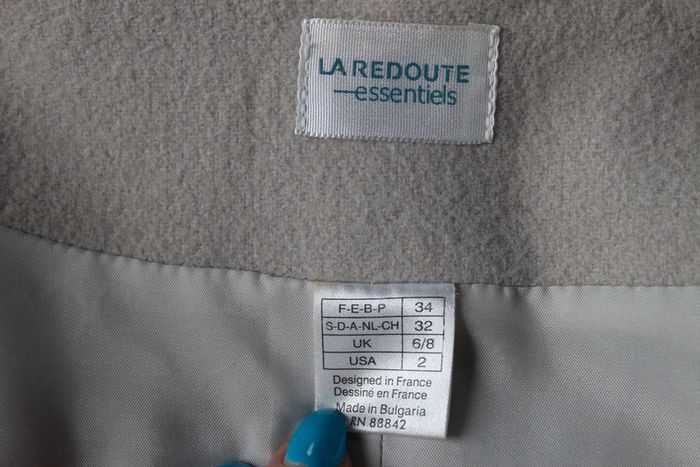 LA REDOUTE
essentiels
F-E-B-P 34
S-D-A-NL-CH 32
UK 6/8
USA 2
Designed in France
Dessiné en France
Made in Bulgaria
RN 88842